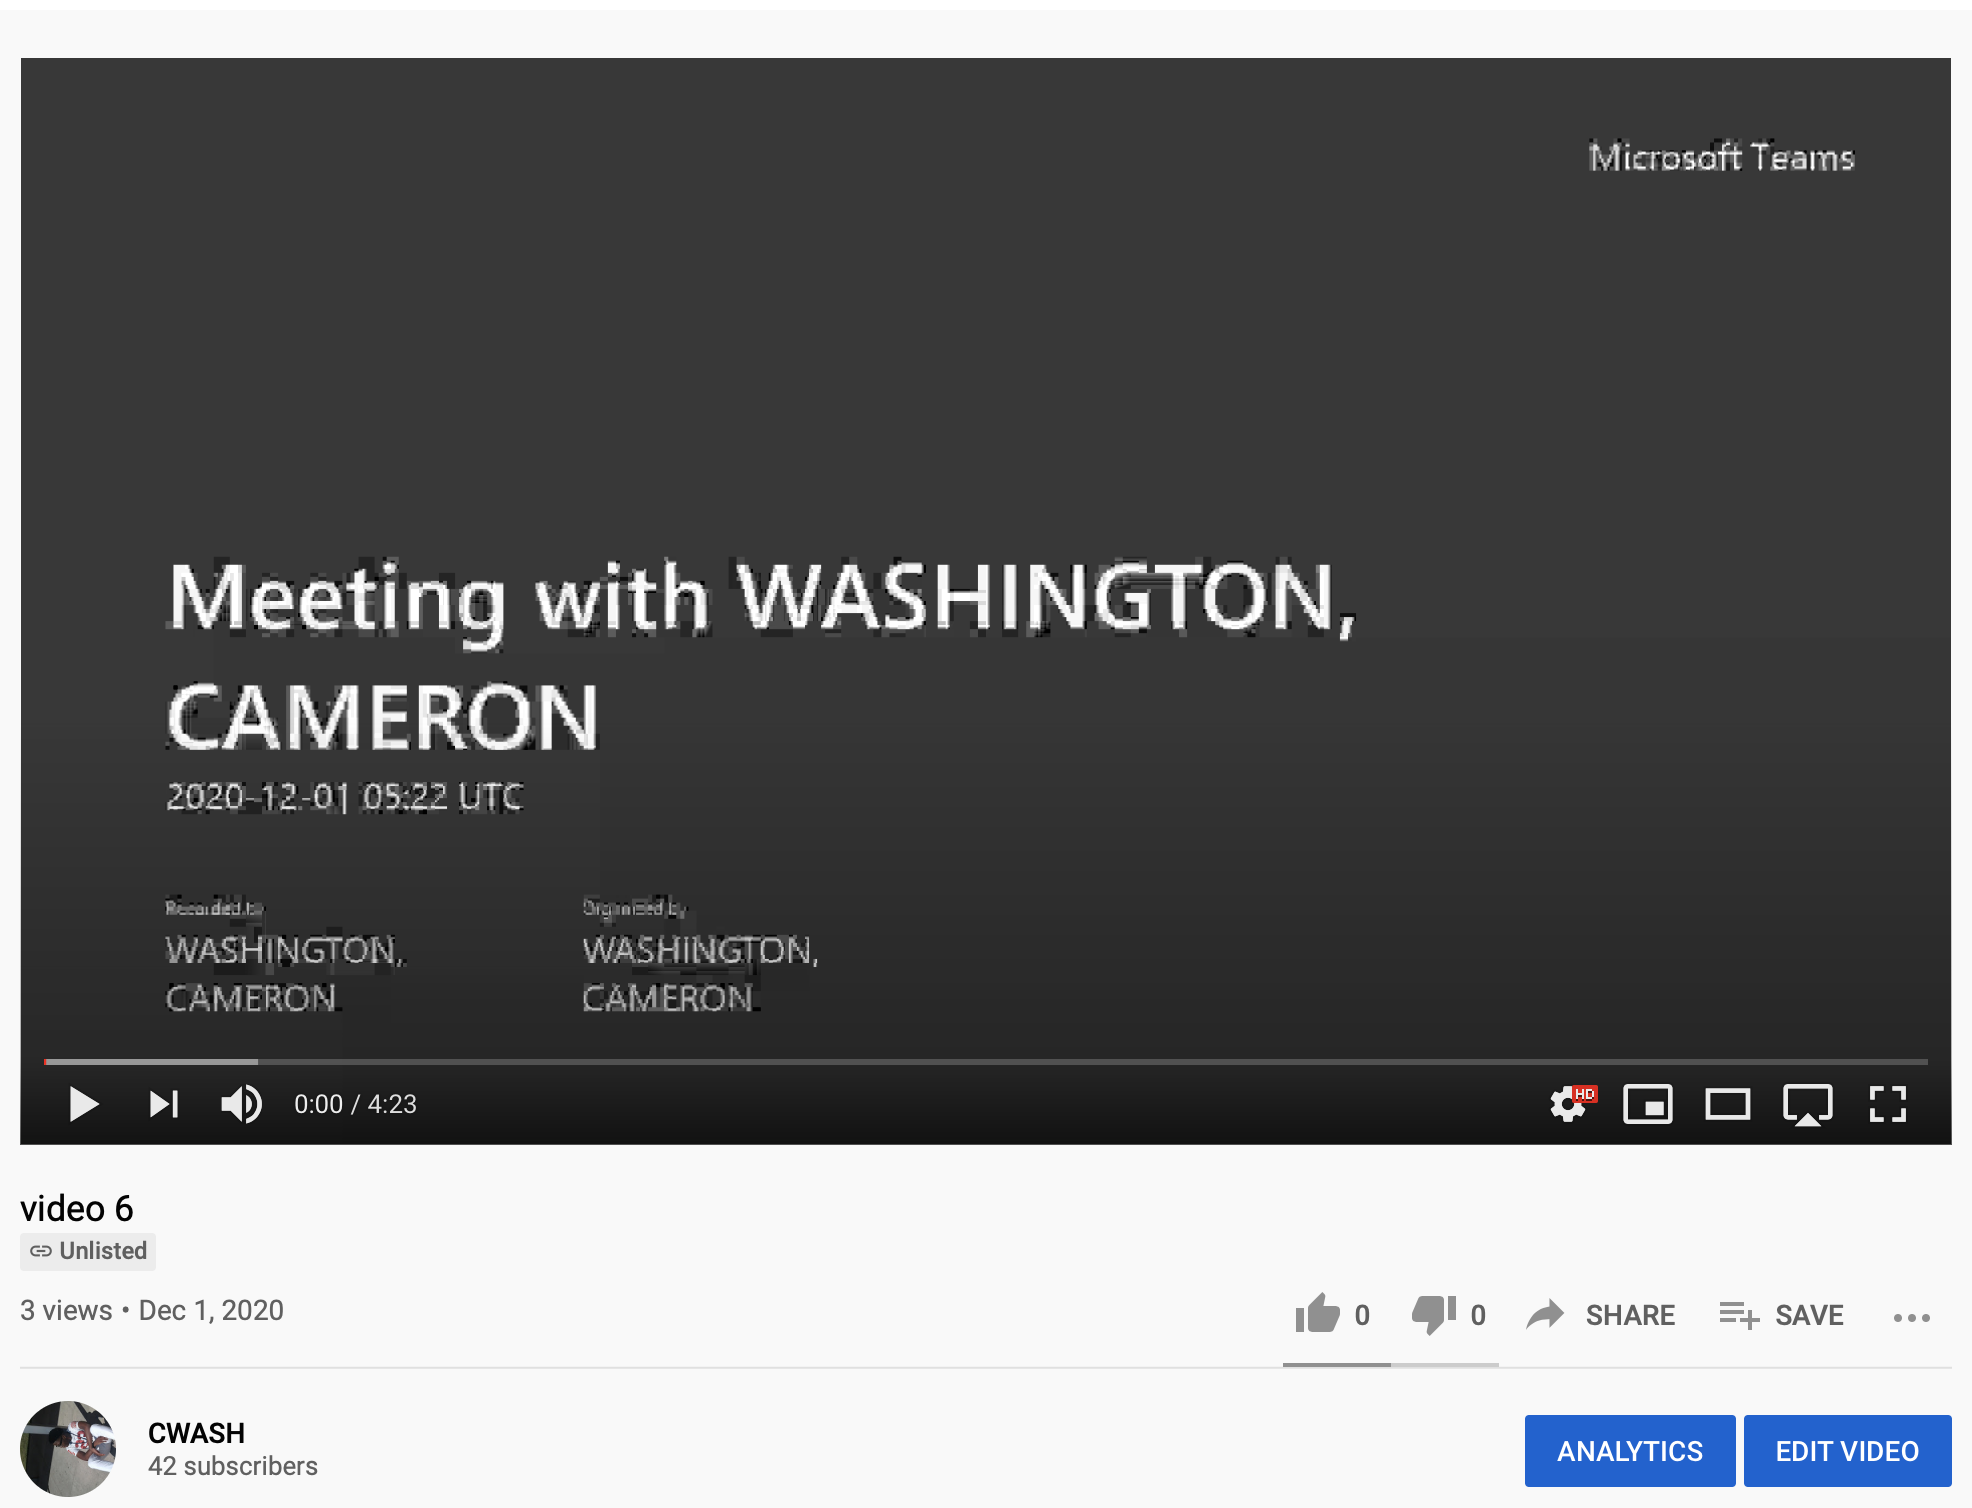 Microsoft Teams
Meeting with WASHINGTON,
CAMERON
2020-12-01 05:22 UTC
Recorded by
Organized by
WASHINGTON,
WASHINGTON,
CAMERON
CAMERON
0:00 / 4:23
HD
video 6
Unlisted
3 views • Dec 1, 2020
0
0
SHARE
SAVE
CWASH
42 subscribers
ANALYTICS
EDIT VIDEO